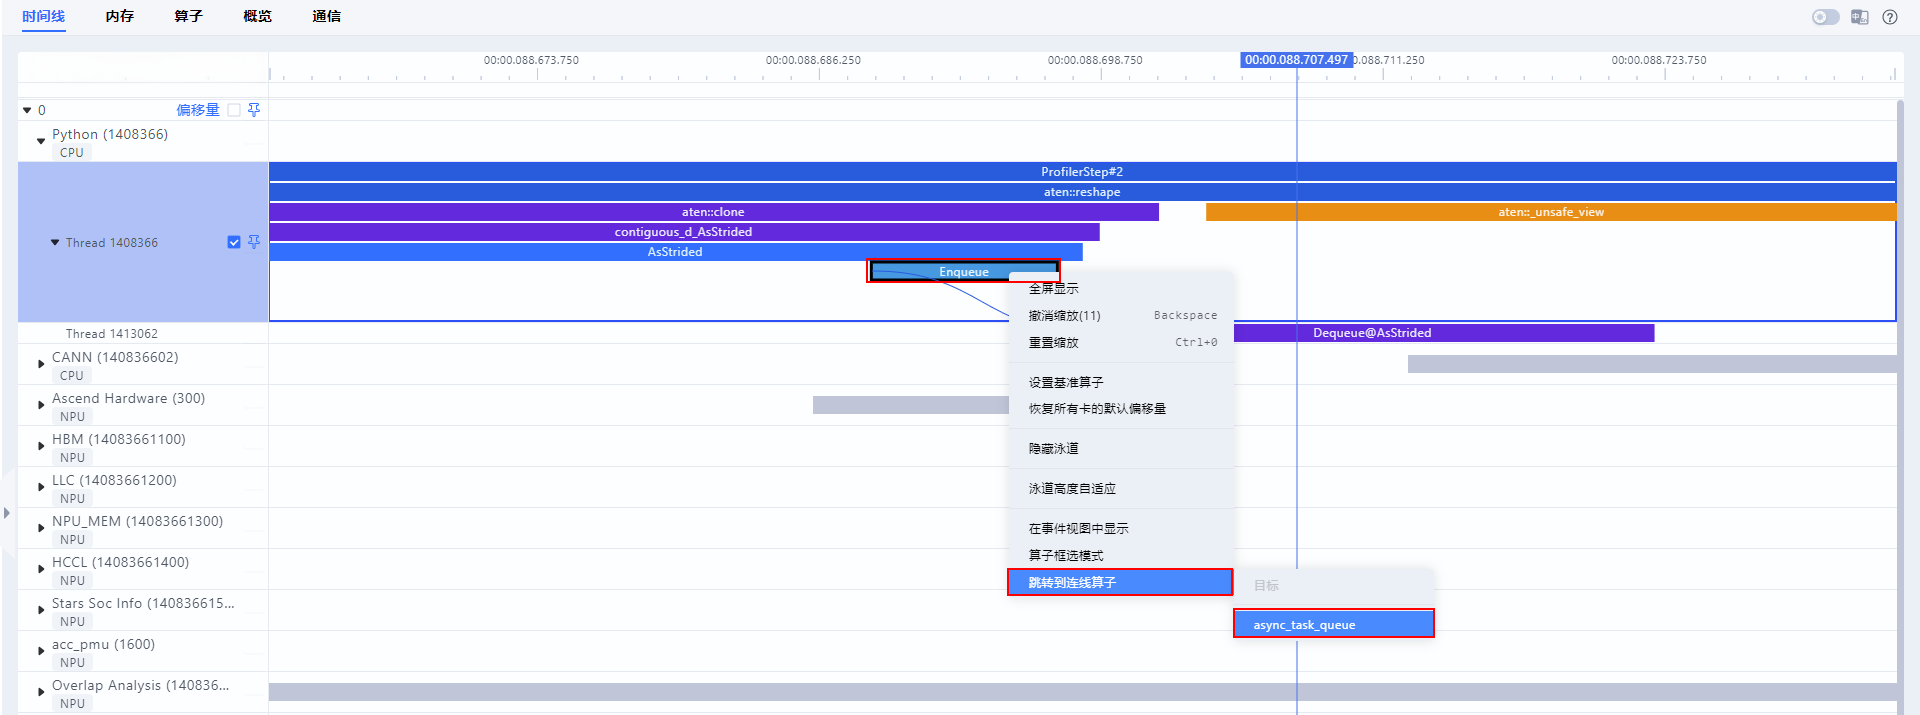 时间线 内存 算子 概览 通信
00:00.088.673.750 00:00.088.686.250 00:00.088.698.750 00:00.088.707.497 0.088.711.250 00:00.088.723.750
0 偏移量
Python (1408366)
CPU
ProfilerStep#2
aten::reshape
aten::clone aten::_unsafe_view
contiguous_d_AsStrided
Thread 1408366
AsStrided
Enqueue
全屏显示
撤消缩放(11) Backspace
Thread 1413062 Dequeue@AsStrided
重置缩放 Ctrl+0
CANN (140836602)
CPU
设置基准算子
Ascend Hardware (300)
恢复所有卡的默认偏移量
NPU
HBM (14083661100)
隐藏泳道
NPU
LLC (14083661200)
泳道高度自适应
NPU
NPU_MEM (14083661300)
在事件视图中显示
NPU
算子框选模式
HCCL (14083661400)
NPU
跳转到连线算子 目标
Stars Soc Info (140836615...
NPU
async_task_queue
acc_pmu (1600)
NPU
Overlap Analysis (140836...
NPU